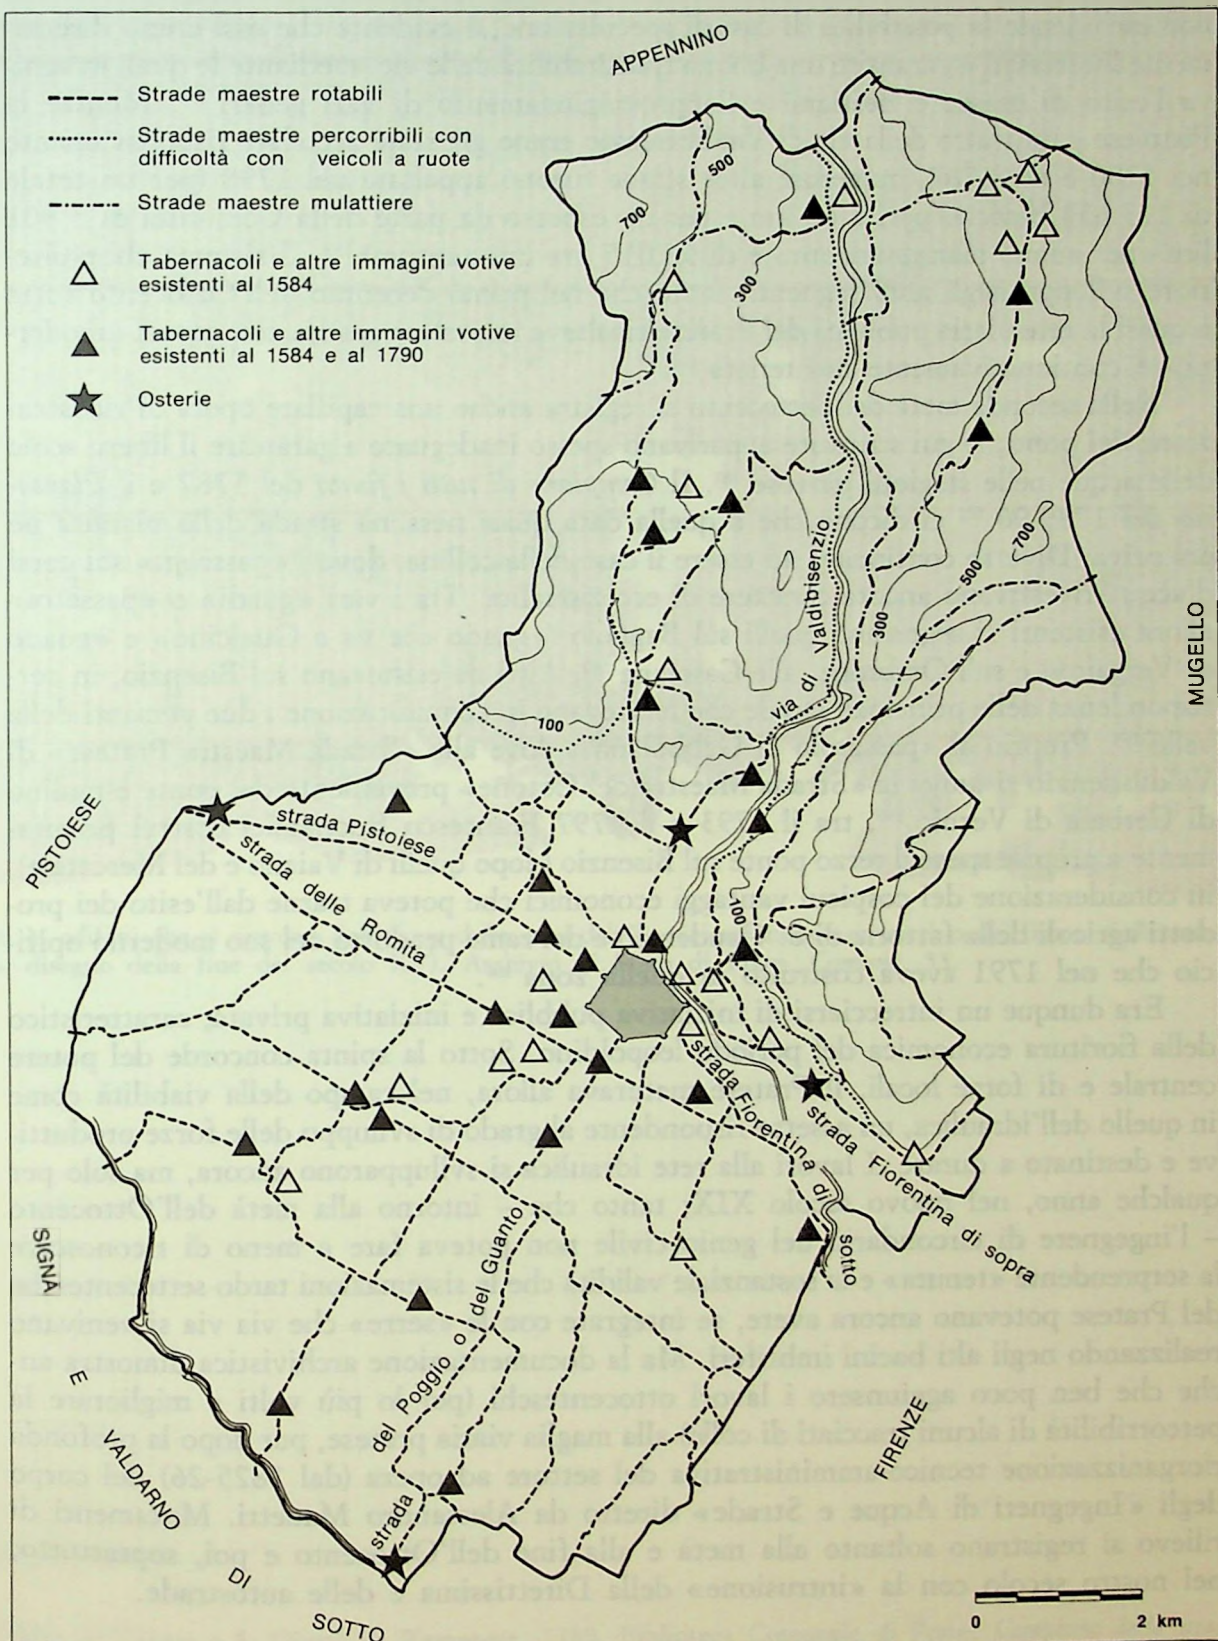 APPENNINO
Strade maestre rotabili
Strade maestre percorribili con
difficoltà con veicoli a ruote
Strade maestre mulattiere
Tabernacoli e altre immagini votive
esistenti al 1584
Tabernacoli e altre immagini votive
esistenti al 1584 e al 1790
Osterie
500
700
300
700
500
300
via di Valdibisenzio
MUGELLO
100
PISTOIESE
strada Pistoiese
strada delle Romita
100
strada Fiorentina di sotto
strada Fiorentina di sopra
SIGNA E VALDARNO DI SOTTO
strada del Poggio o del Guanto
FIRENZE
0 2 km